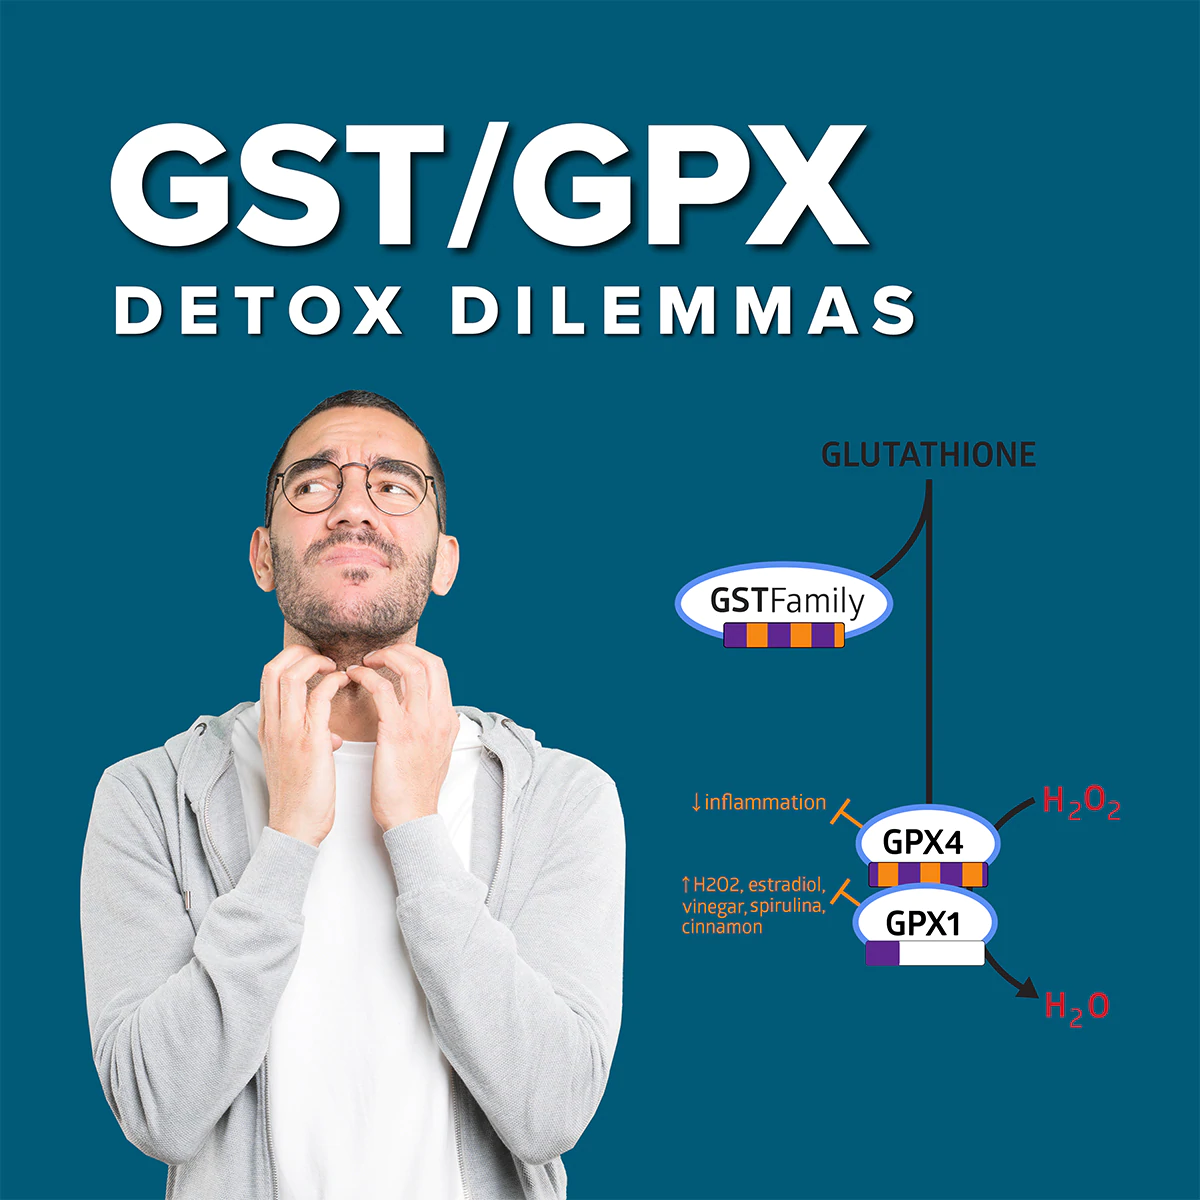 GST/GPX
DETOX DILEMMAS
GLUTATHIONE
GSTFamily
↓inflammation
H₂O₂
GPX4
↑H2O2, estradiol,
vinegar, spirulina,
cinnamon
GPX1
H₂O